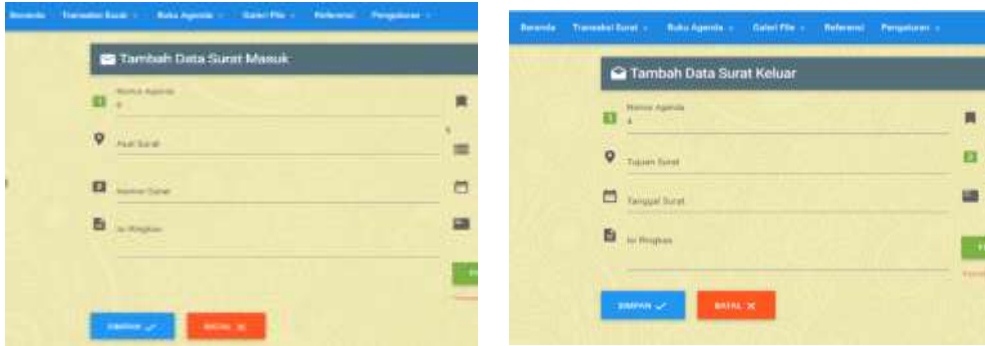 Beranda Transaksi Surat Buku Agenda Galeri File Referensi Pengaturan
Tambah Data Surat Masuk
Nomor Agenda
Asal Surat
Nomor Surat
Isi Ringkas
SIMPAN
BATAL
Beranda Transaksi Surat Buku Agenda Galeri File Referensi Pengaturan
Tambah Data Surat Keluar
Nomor Agenda
Tujuan Surat
Tanggal Surat
Isi Ringkas
SIMPAN
BATAL